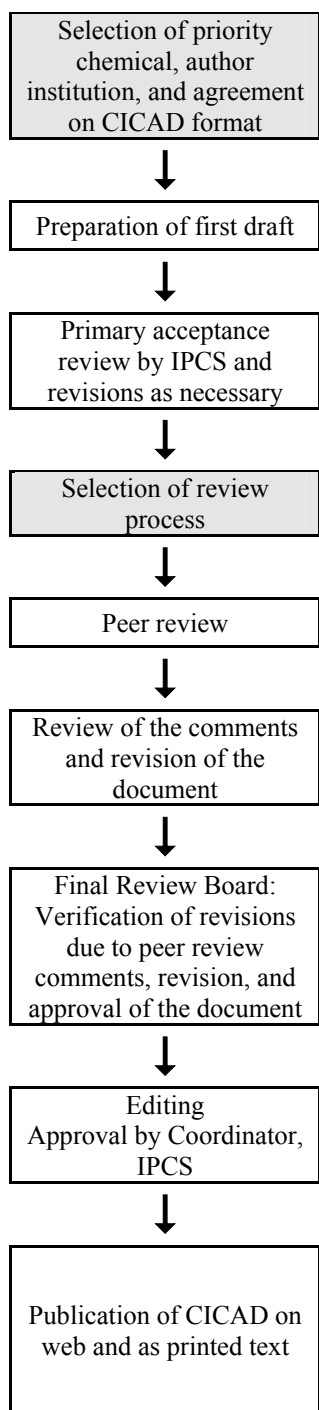 Selection of priority
chemical, author
institution, and agreement
on CICAD format
Preparation of first draft
Primary acceptance
review by IPCS and
revisions as necessary
Selection of review
process
Peer review
Review of the comments
and revision of the
document
Final Review Board:
Verification of revisions
due to peer review
comments, revision, and
approval of the document
Editing
Approval by Coordinator,
IPCS
Publication of CICAD on
web and as printed text